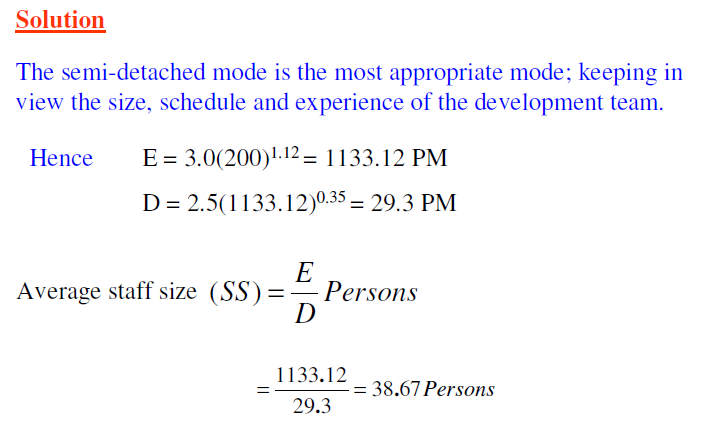 Solution
The semi-detached mode is the most appropriate mode; keeping in
view the size, schedule and experience of the development team.
Hence E = 3.0(200)^1.12 = 1133.12 PM
D = 2.5(1133.12)^0.35 = 29.3 PM
Average staff size (SS) = E/D Persons
= 1133.12/29.3 = 38.67 Persons